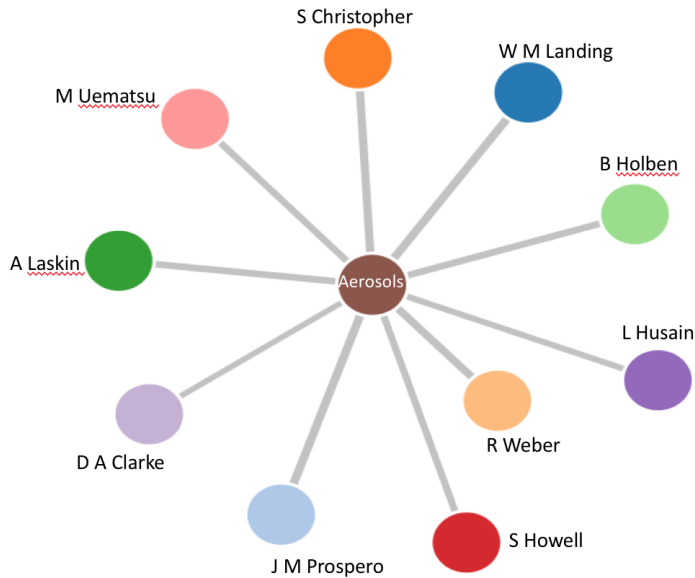 S Christopher
W M Landing
M Uematsu
B Holben
A Laskin
Aerosols
L Husain
R Weber
D A Clarke
S Howell
J M Prospero